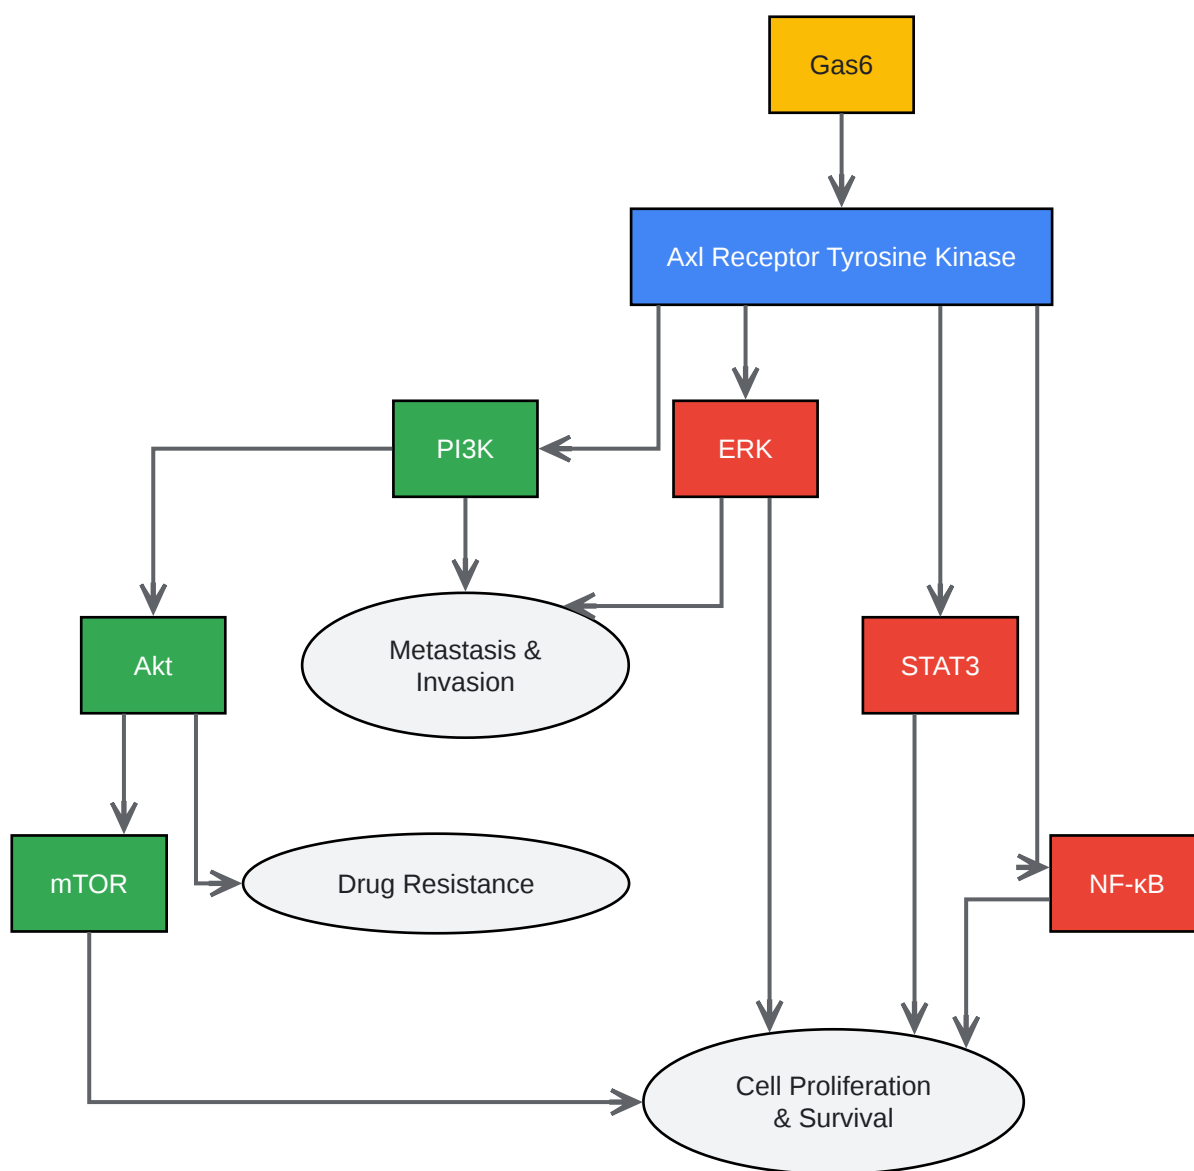 Gas6
Axl Receptor Tyrosine Kinase
PI3K
ERK
Akt
Metastasis &
Invasion
STAT3
mTOR
Drug Resistance
NF-κB
Cell Proliferation
& Survival